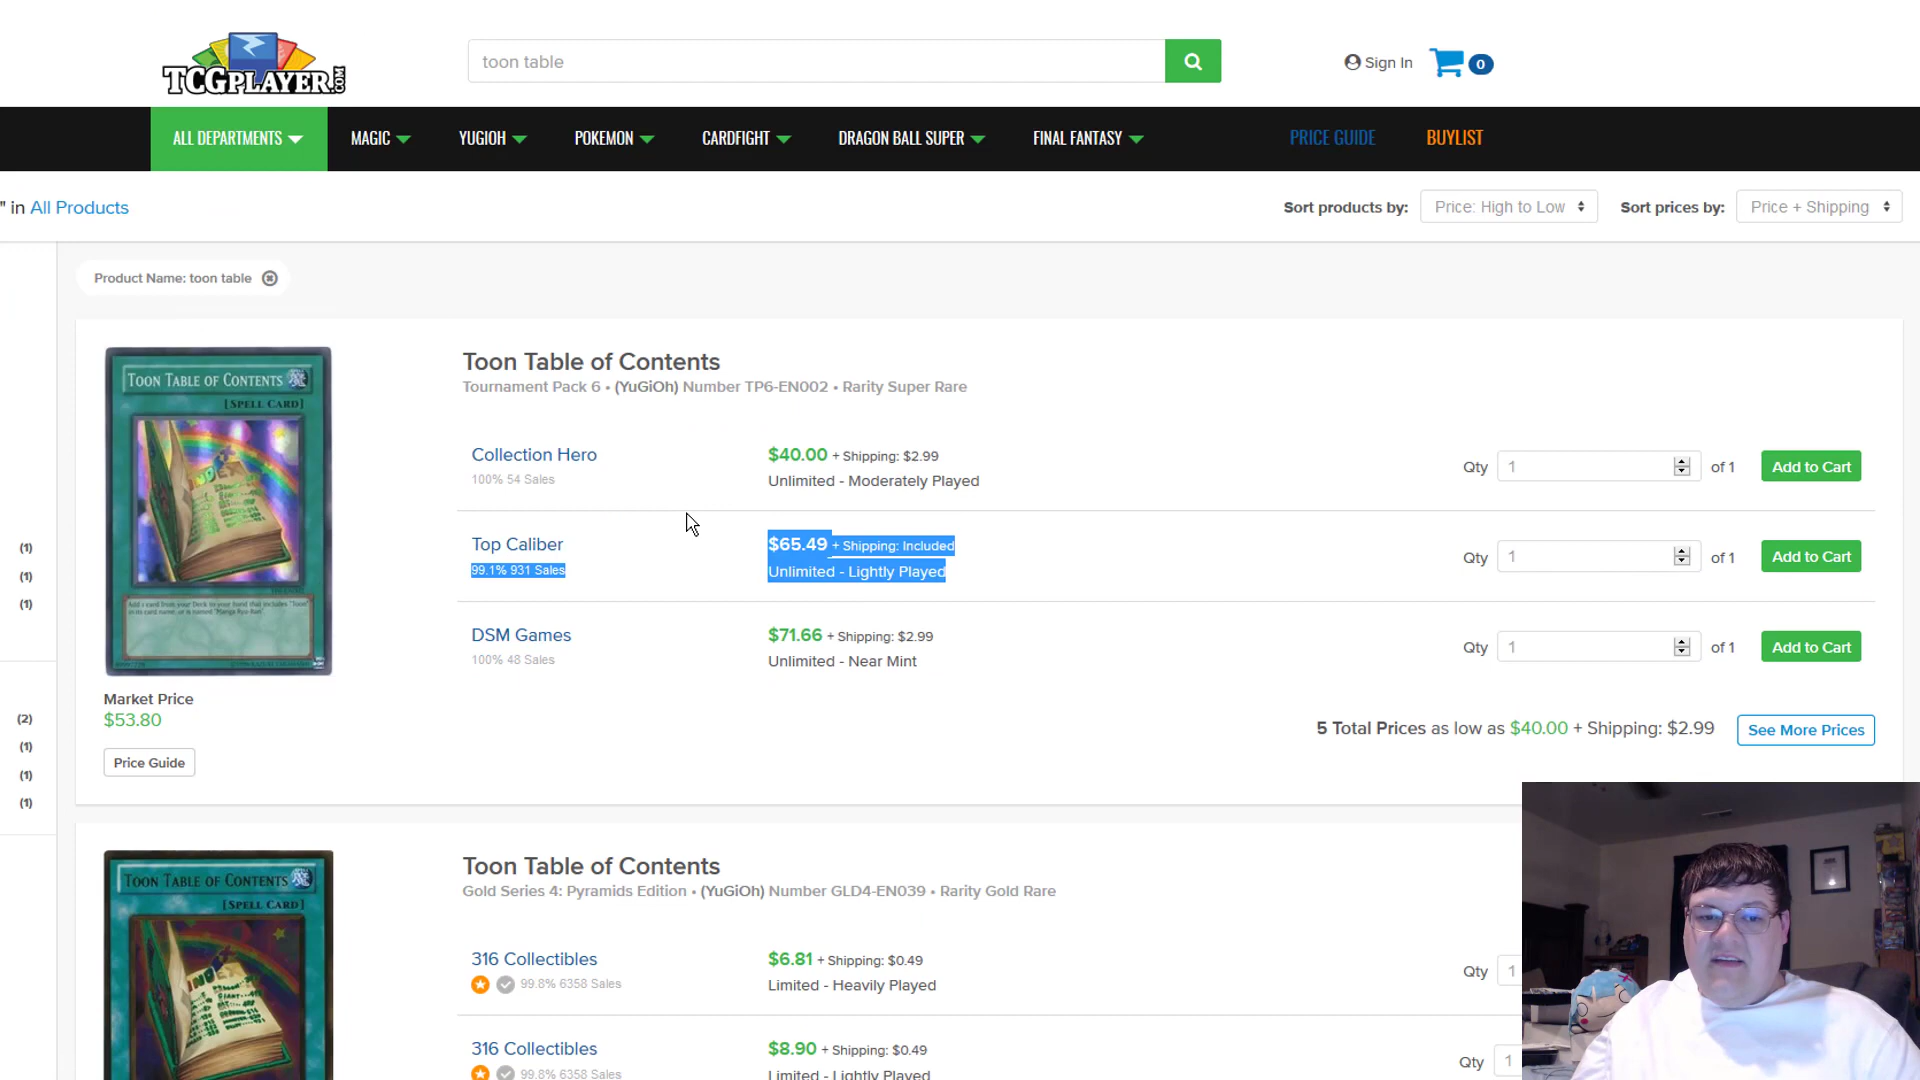 TCGPLAYER.COM
toon table
Sign In
0
ALL DEPARTMENTS
MAGIC
YUGIOH
POKEMON
CARDFIGHT
DRAGON BALL SUPER
FINAL FANTASY
PRICE GUIDE
BUYLIST
" in All Products
Sort products by:
Price: High to Low
Sort prices by:
Price + Shipping
Product Name: toon table
(1)
(1)
(1)
(2)
(1)
(1)
(1)
TOON TABLE OF CONTENTS
[SPELL CARD]
Market Price
$53.80
Price Guide
Toon Table of Contents
Tournament Pack 6 • (YuGiOh) Number TP6-EN002 • Rarity Super Rare
Collection Hero
100% 54 Sales
$40.00 + Shipping: $2.99
Unlimited - Moderately Played
Qty 1 of 1
Add to Cart
Top Caliber
99.1% 931 Sales
$65.49 + Shipping: Included
Unlimited - Lightly Played
Qty 1 of 1
Add to Cart
DSM Games
100% 48 Sales
$71.66 + Shipping: $2.99
Unlimited - Near Mint
Qty 1 of 1
Add to Cart
5 Total Prices as low as $40.00 + Shipping: $2.99
See More Prices
TOON TABLE OF CONTENTS
[SPELL CARD]
Toon Table of Contents
Gold Series 4: Pyramids Edition • (YuGiOh) Number GLD4-EN039 • Rarity Gold Rare
316 Collectibles
99.8% 6358 Sales
$6.81 + Shipping: $0.49
Limited - Heavily Played
Qty 1
316 Collectibles
99.8% 6358 Sales
$8.90 + Shipping: $0.49
Limited - Lightly Played
Qty 1